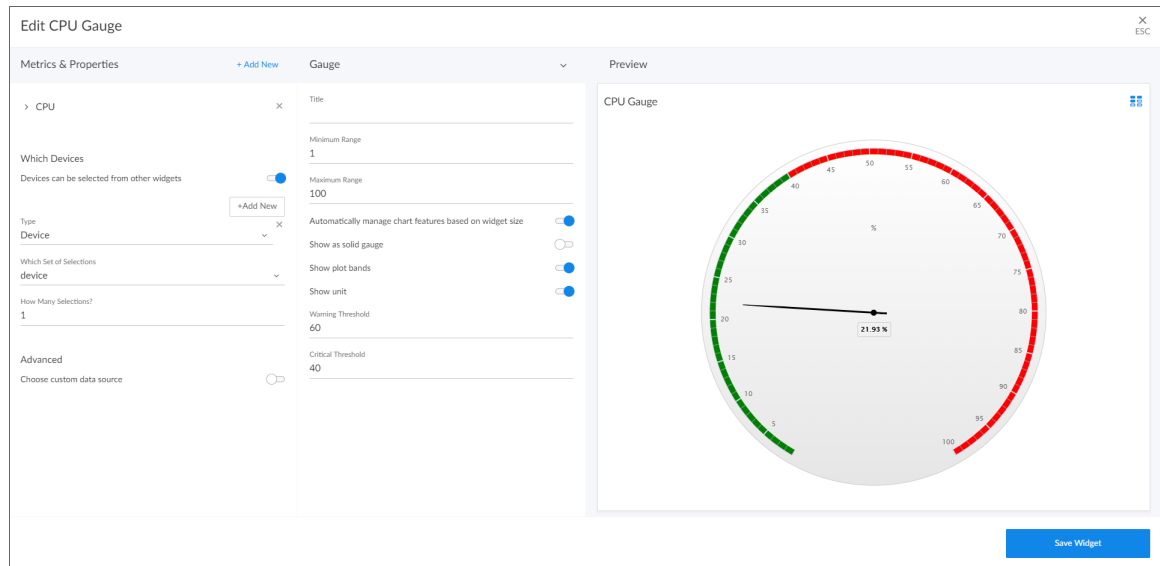 Edit CPU Gauge
ESC
Metrics & Properties
+ Add New
Gauge
Preview
CPU
Which Devices
Devices can be selected from other widgets
+Add New
Type
Device
Which Set of Selections
device
How Many Selections?
1
Advanced
Choose custom data source
Title
Minimum Range
1
Maximum Range
100
Automatically manage chart features based on widget size
Show as solid gauge
Show plot bands
Show unit
Warning Threshold
60
Critical Threshold
40
CPU Gauge
5
10
15
20
25
30
35
40
45
50
55
60
65
70
75
80
85
90
95
100
%
21.93 %
Save Widget